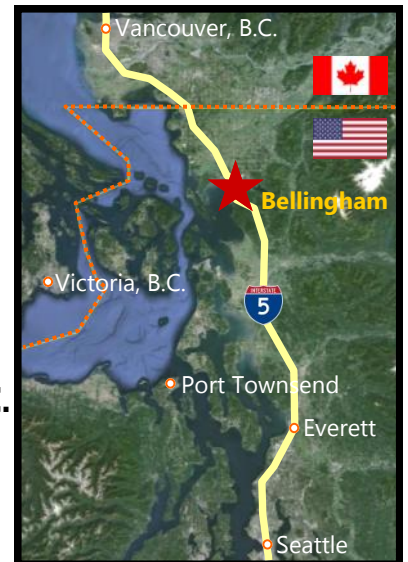 Vancouver, B.C.
Bellingham
Victoria, B.C.
INTERSTATE
5
Port Townsend
Everett
Seattle